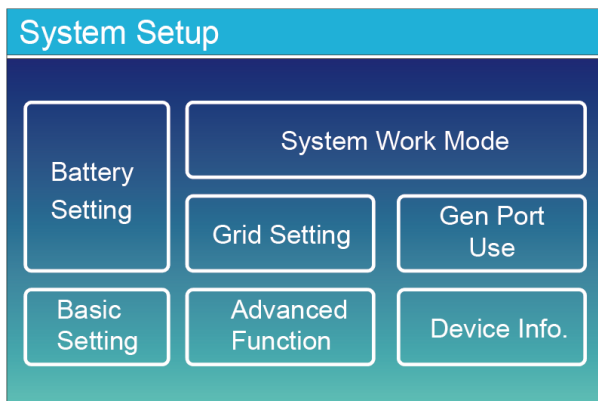 System Setup
Battery
Setting
System Work Mode
Grid Setting
Gen Port
Use
Basic
Setting
Advanced
Function
Device Info.